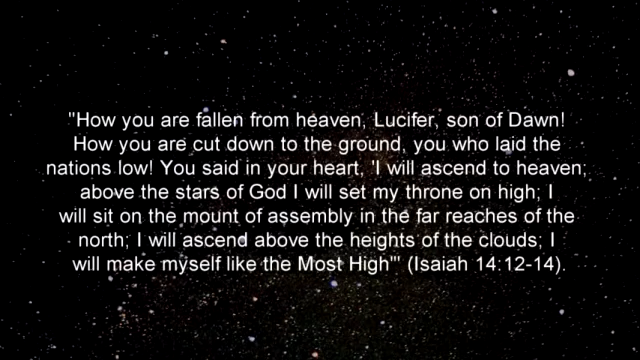 "How you are fallen from heaven, Lucifer, son of Dawn!
How you are cut down to the ground, you who laid the
nations low! You said in your heart, 'I will ascend to heaven;
above the stars of God I will set my throne on high; I
will sit on the mount of assembly in the far reaches of the
north; I will ascend above the heights of the clouds; I
will make myself like the Most High'" (Isaiah 14:12-14).